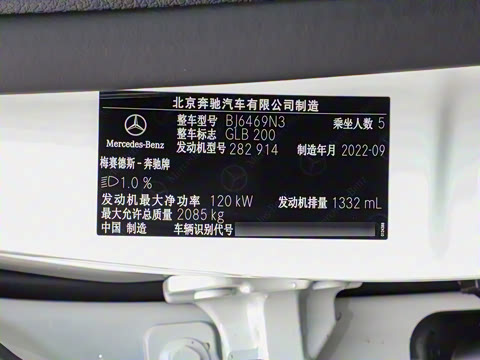 北京奔驰汽车有限公司制造
整车型号 BJ6469N3 乘坐人数 5
整车标志 GLB 200
发动机型号 282 914 制造年月 2022-09
Mercedes-Benz
梅赛德斯－奔驰牌
1.0 %
发动机最大净功率 120 kW 发动机排量 1332 mL
最大允许总质量 2085 kg
中国 制造 车辆识别代号